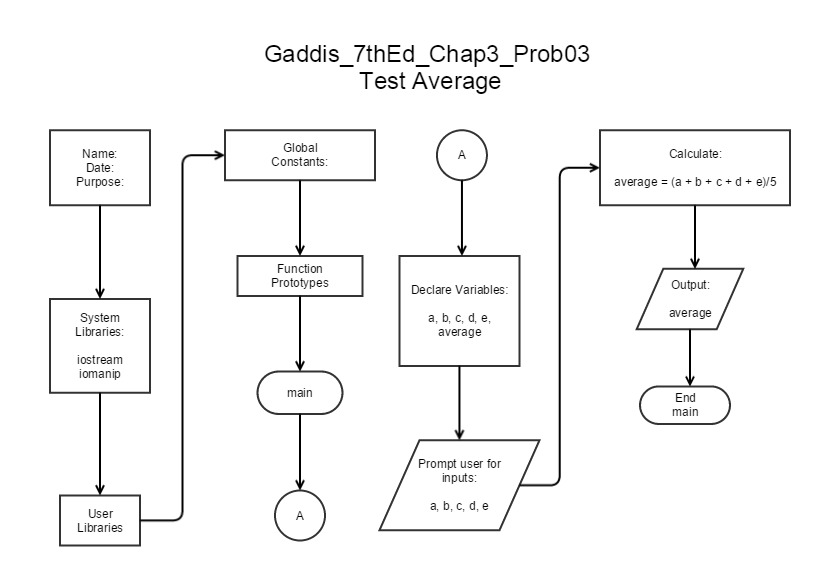 Gaddis_7thEd_Chap3_Prob03
Test Average
Name:
Date:
Purpose:
System
Libraries:
iostream
iomanip
User
Libraries
Global
Constants:
Function
Prototypes
main
A
A
Declare Variables:
a, b, c, d, e,
average
Prompt user for
inputs:
a, b, c, d, e
Calculate:
average = (a + b + c + d + e)/5
Output:
average
End
main